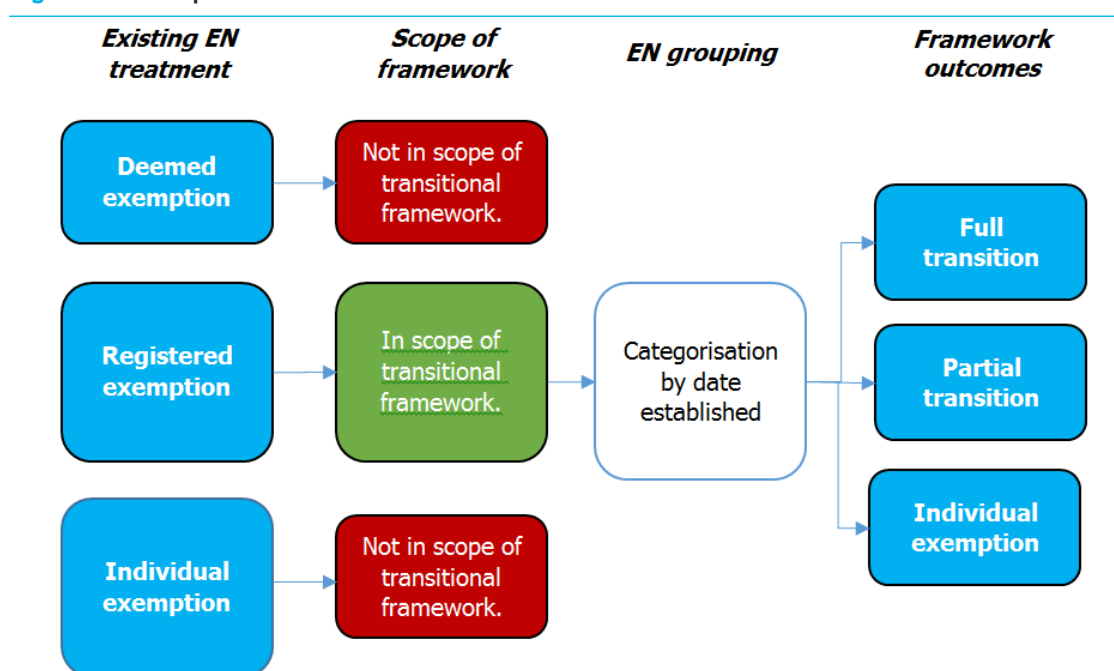 Existing EN
treatment
Scope of
framework
EN grouping
Framework
outcomes
Deemed
exemption
Not in scope of
transitional
framework.
Registered
exemption
In scope of
transitional
framework.
Categorisation
by date
established
Full
transition
Partial
transition
Individual
exemption
Individual
exemption
Not in scope of
transitional
framework.